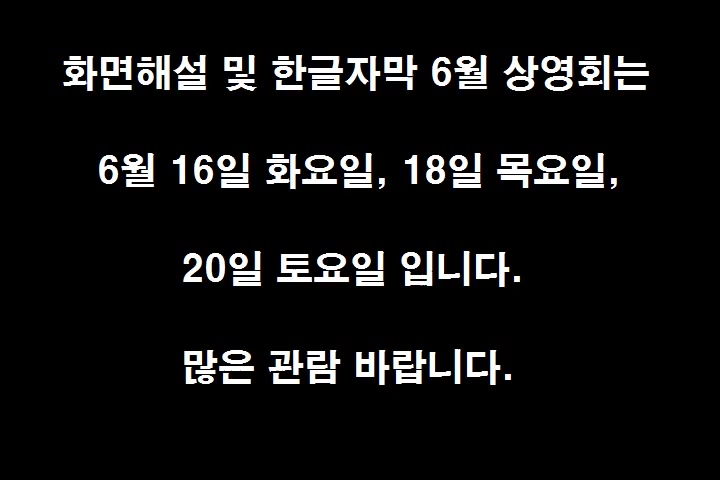 화면해설 및 한글자막 6월 상영회는
6월 16일 화요일, 18일 목요일,
20일 토요일 입니다.
많은 관람 바랍니다.